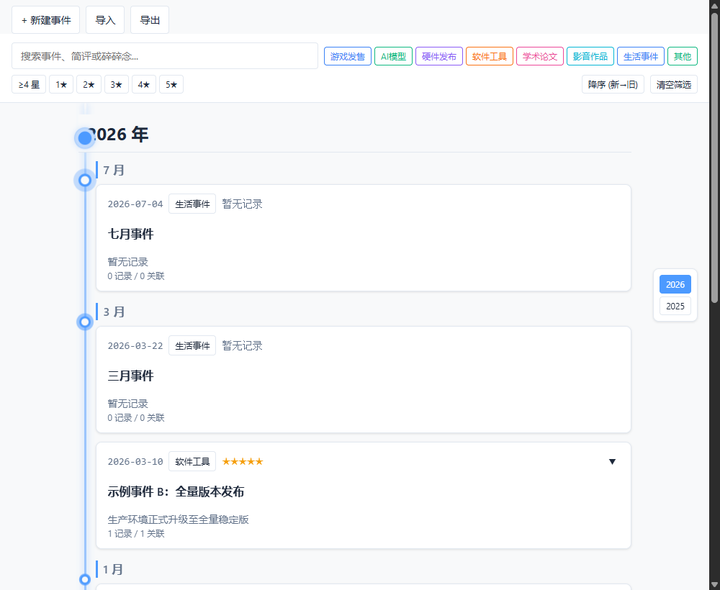 + 新建事件 导入 导出
搜索事件、简评或碎碎念... 游戏发售 AI模型 硬件发布 软件工具 学术论文 影音作品 生活事件 其他
≥4 星 1★ 2★ 3★ 4★ 5★ 降序 (新→旧) 清空筛选
2026 年
7 月
2026-07-04 生活事件 暂无记录
七月事件
暂无记录
0 记录 / 0 关联
2026
2025
3 月
2026-03-22 生活事件 暂无记录
三月事件
暂无记录
0 记录 / 0 关联
2026-03-10 软件工具 ★★★★★ ▼
示例事件 B：全量版本发布
生产环境正式升级至全量稳定版
1 记录 / 1 关联
1 月